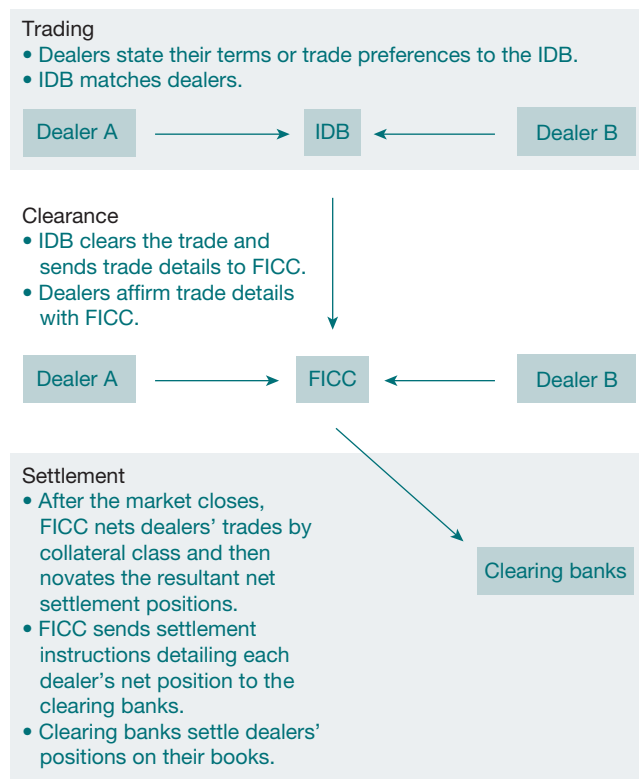 Trading
• Dealers state their terms or trade preferences to the IDB.
• IDB matches dealers.
Dealer A
IDB
Dealer B
Clearance
• IDB clears the trade and
sends trade details to FICC.
• Dealers affirm trade details
with FICC.
Dealer A
FICC
Dealer B
Settlement
• After the market closes,
FICC nets dealers’ trades by
collateral class and then
novates the resultant net
settlement positions.
• FICC sends settlement
instructions detailing each
dealer’s net position to the
clearing banks.
• Clearing banks settle dealers’
positions on their books.
Clearing banks